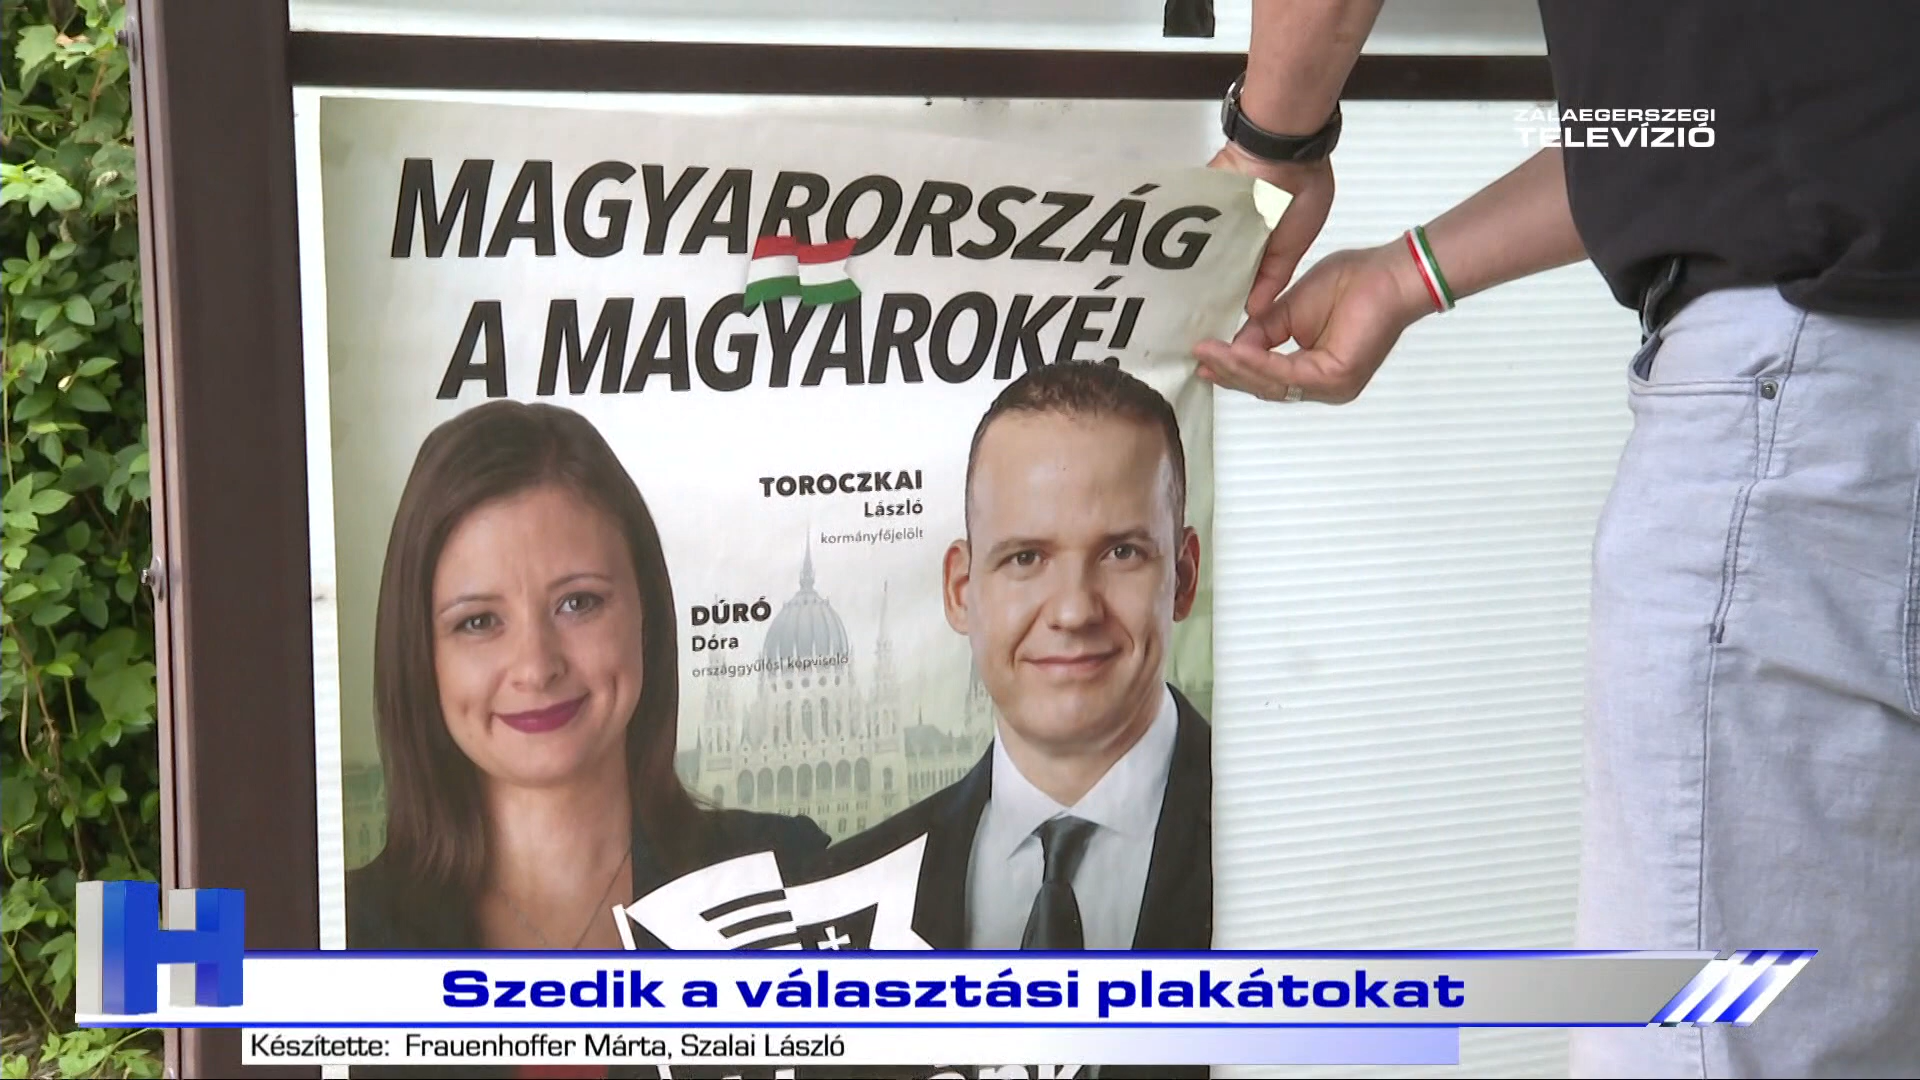 ZALAEGERSZEGI
TELEVÍZIÓ
MAGYARORSZÁG
A MAGYAROKÉ!
TOROCZKAI
László
kormányfőjelölt
DÚRÓ
Dóra
országgyűlési képviselő
H
Szedik a választási plakátokat
Készítette: Frauenhoffer Márta, Szalai László